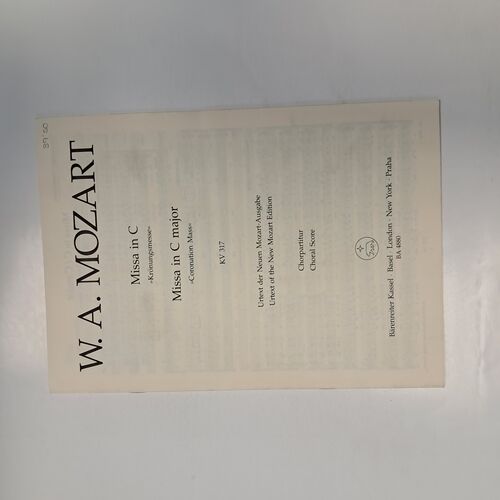 W. A. MOZART
Missa in C
»Krönungsmesse«
Missa in C major
»Coronation Mass«
KV 317
Urtext der Neuen Mozart-Ausgabe
Urtext of the New Mozart Edition
Chorpartitur
Choral Score
Bärenreiter Kassel · Basel · London · New York · Praha
BA 4880